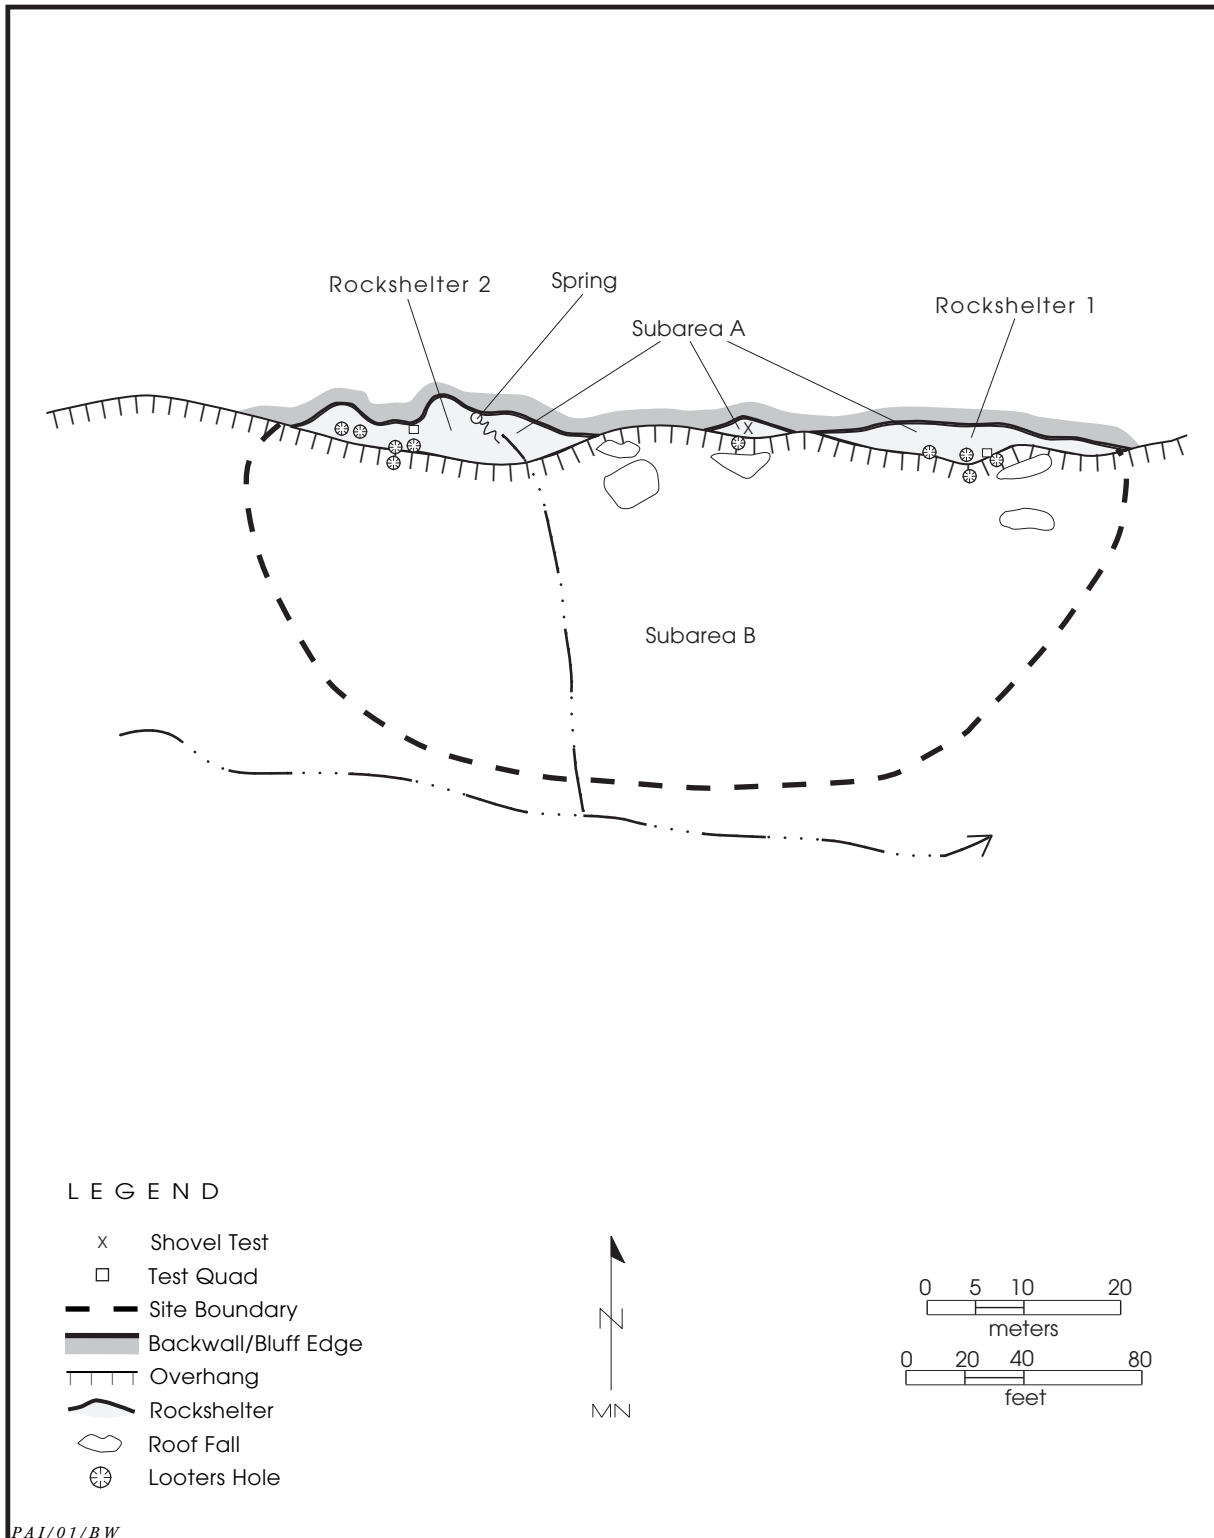 Rockshelter 2
Spring
Rockshelter 1
Subarea A
X
Subarea B
LEGEND
X Shovel Test
Test Quad
Site Boundary
Backwall/Bluff Edge
Overhang
Rockshelter
Roof Fall
Looters Hole
N
MN
0 5 10 20
meters
0 20 40 80
feet
PAI/01/BW